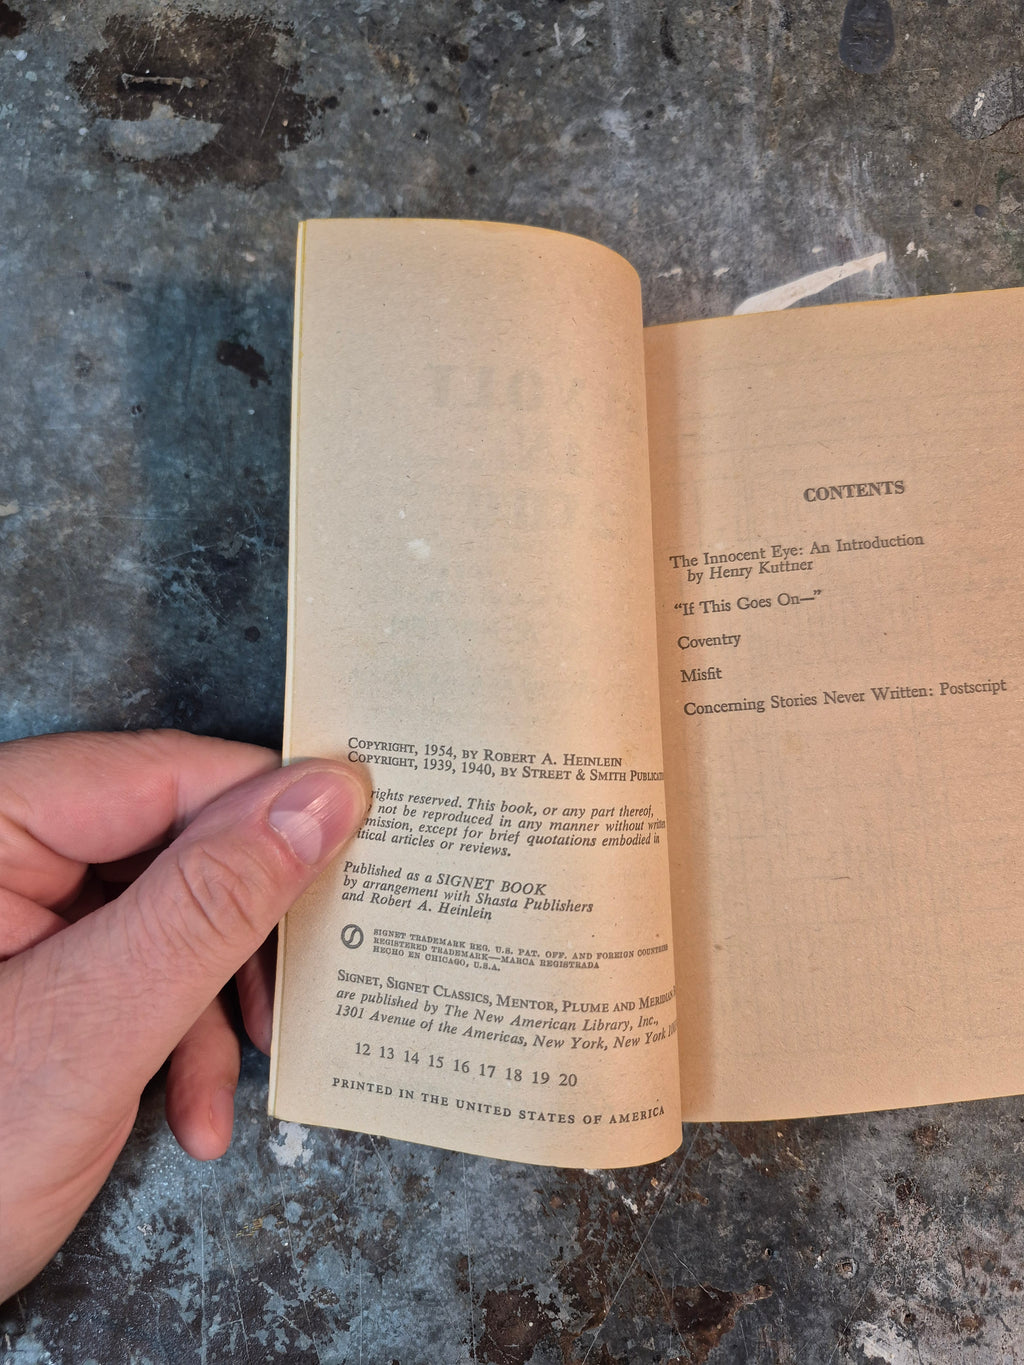 COPYRIGHT, 1954, BY ROBERT A. HEINLEIN
COPYRIGHT, 1939, 1940, BY STREET & SMITH
rights reserved. This book, or any part thereof,
not be reproduced in any manner without
mission, except for brief quotations embodied in
itical articles or reviews.
Published as a SIGNET BOOK
by arrangement with Shasta Publishers
and Robert A. Heinlein
SIGNET TRADEMARK REG. U.S. PAT. OFF. AND FOREIGN COUNTRIES
REGISTERED TRADEMARK—MARCA REGISTRADA
HECHO EN CHICAGO, U.S.A.
SIGNET, SIGNET CLASSICS, MENTOR, PLUME AND MERIDIAN
are published by The New American Library, Inc.,
1301 Avenue of the Americas, New York, New York
12 13 14 15 16 17 18 19 20
PRINTED IN THE UNITED STATES OF AMERICA
CONTENTS
The Innocent Eye: An Introduction
by Henry Kuttner
“If This Goes On—”
Coventry
Misfit
Concerning Stories Never Written: Postscript